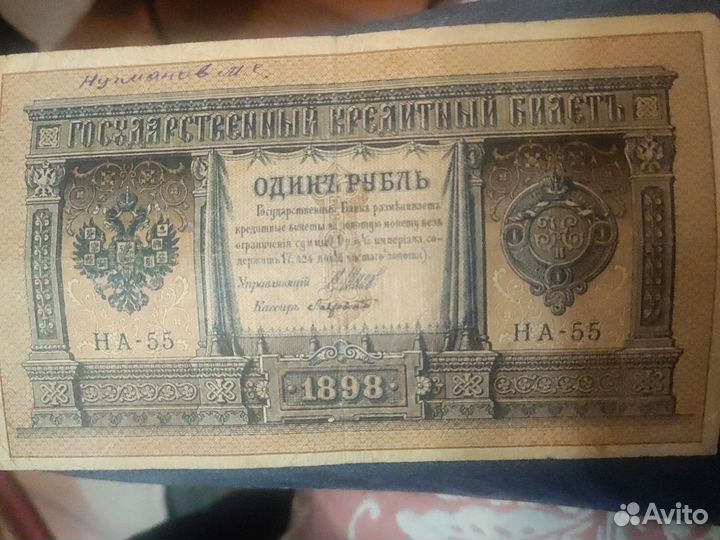 Нугманов М.С.
ГОСУДАРСТВЕННЫЙ КРЕДИТНЫЙ БИЛЕТЪ
ОДИНЪ РУБЛЬ
Государственный Банкъ размѣниваетъ
кредитные билеты на золотую монету безъ
ограниченія суммы (1 р.= 1/15 имперіала, со-
держитъ 17,424 долей чистаго золота).
Управляющій
Кассиръ
НА-55
НА-55
1898
Avito